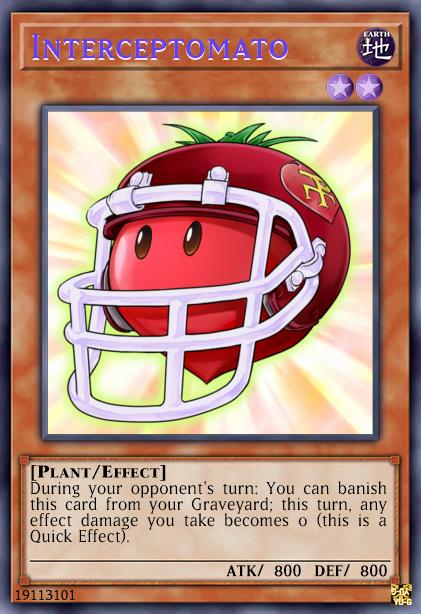 INTERCEPTOMATO
EARTH
地
[PLANT/EFFECT]
During your opponent's turn: You can banish
this card from your Graveyard; this turn, any
effect damage you take becomes 0 (this is a
Quick Effect).
ATK/ 800 DEF/ 800
19113101